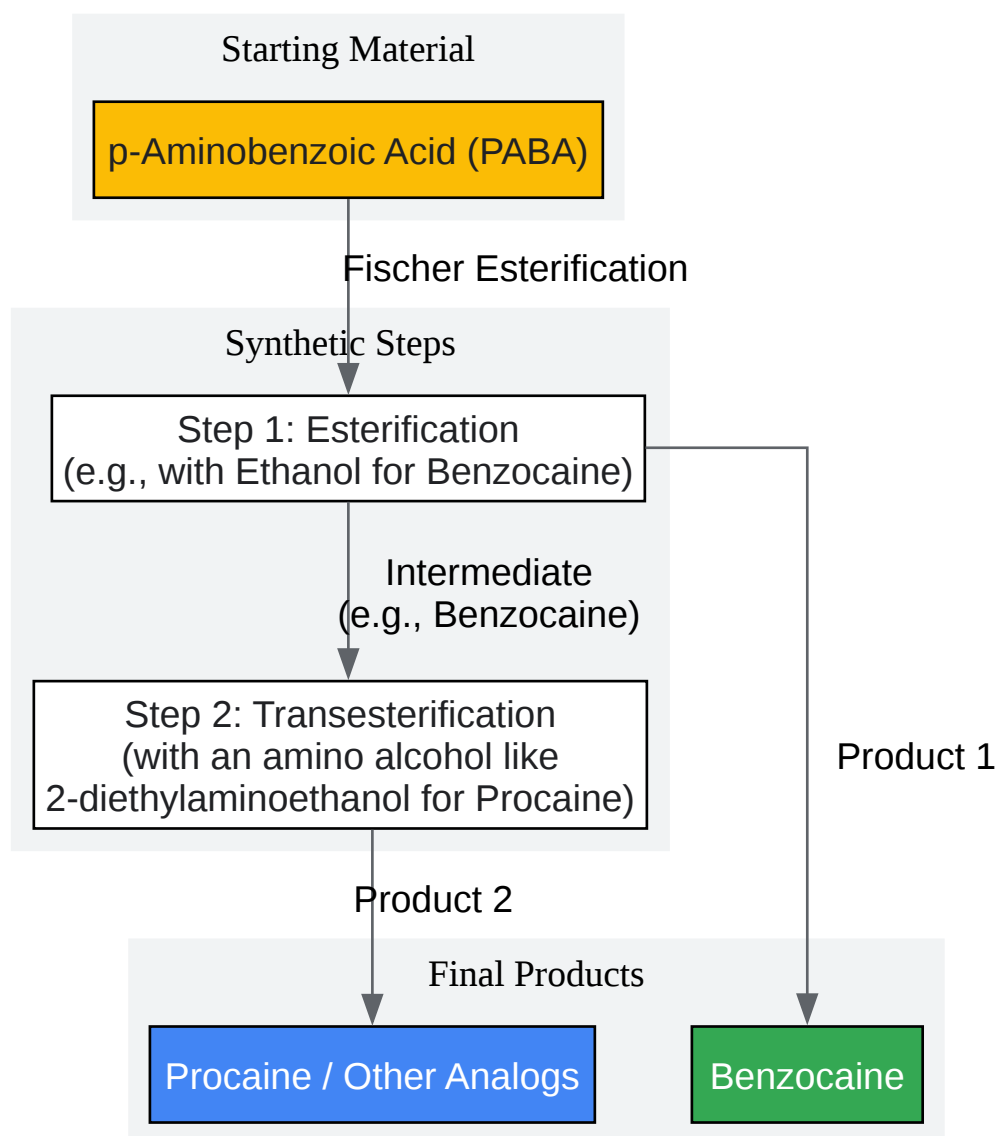 Starting Material
p-Aminobenzoic Acid (PABA)
Fischer Esterification
Synthetic Steps
Step 1: Esterification
(e.g., with Ethanol for Benzocaine)
Intermediate
(e.g., Benzocaine)
Step 2: Transesterification
(with an amino alcohol like
2-diethylaminoethanol for Procaine)
Product 1
Product 2
Final Products
Procaine / Other Analogs
Benzocaine